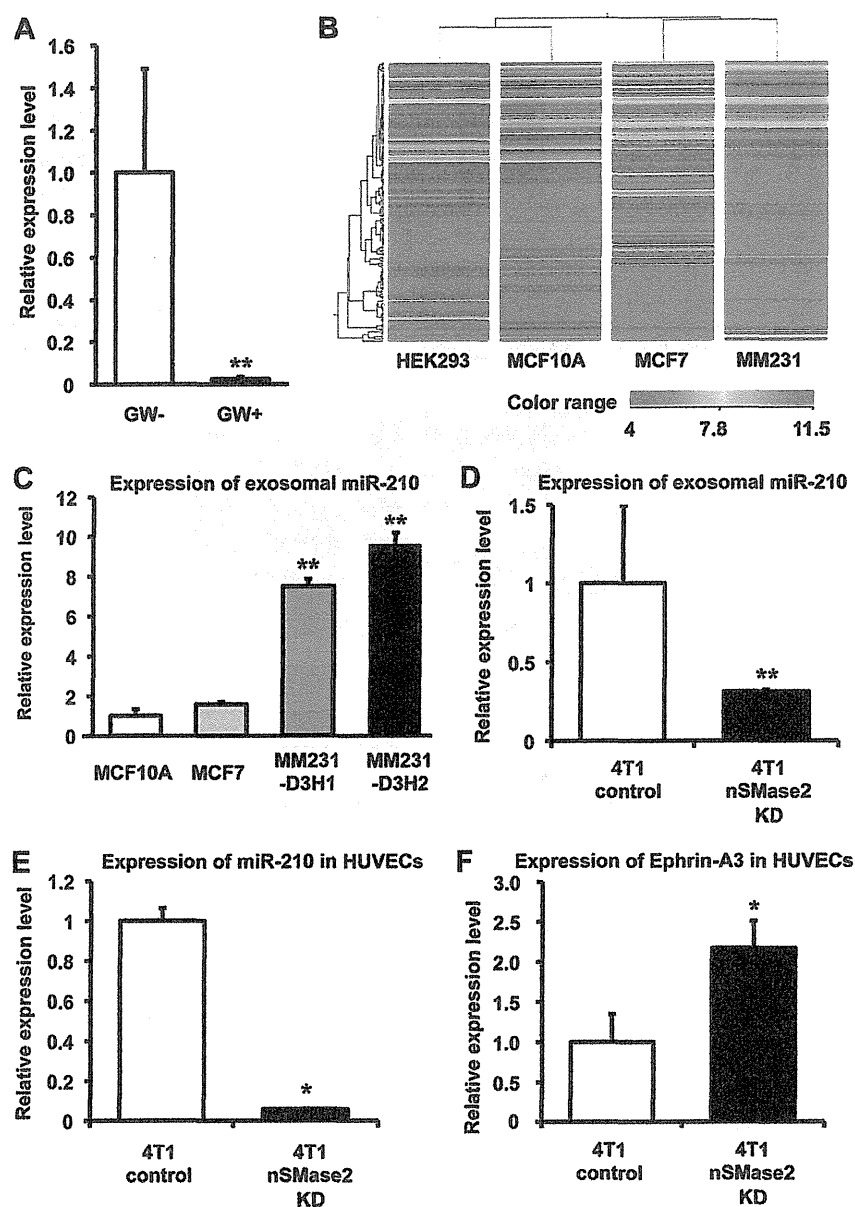 A
Relative expression level
1.6
1.4
1.2
1.0
0.8
0.6
0.4
0.2
0
**
GW-
GW+
B
HEK293
MCF10A
MCF7
MM231
Color range
4
7.8
11.5
C
Expression of exosomal miR-210
Relative expression level
12
10
8
6
4
2
0
**
**
MCF10A
MCF7
MM231
-D3H1
MM231
-D3H2
D
Expression of exosomal miR-210
Relative expression level
1.5
1
0.5
0
**
4T1
control
4T1
nSMase2
KD
E
Expression of miR-210 in HUVECs
Relative expression level
1.2
1
0.8
0.6
0.4
0.2
0
*
4T1
control
4T1
nSMase2
KD
F
Expression of Ephrin-A3 in HUVECs
Relative expression level
3.0
2.5
2.0
1.5
1.0
0.5
0
*
4T1
control
4T1
nSMase2
KD